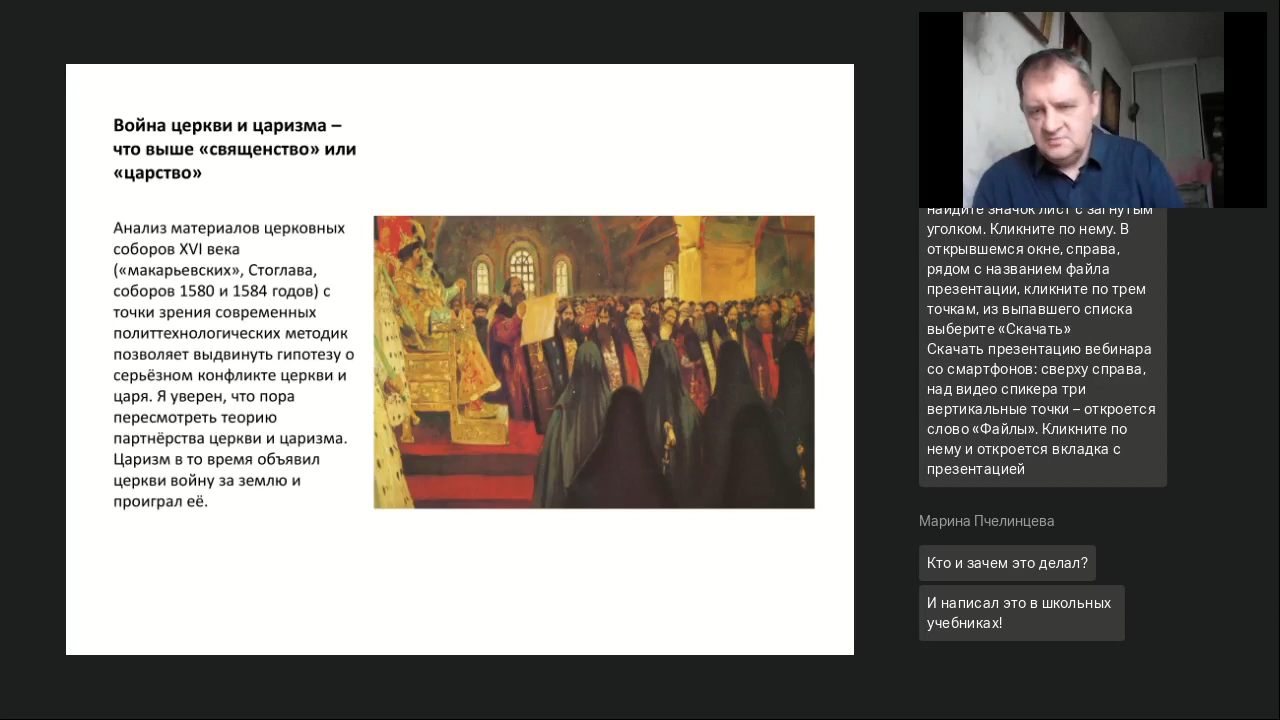 Война церкви и царизма –
что выше «священство» или
«царство»
Анализ материалов церковных
соборов XVI века
(«макарьевских», Стоглава,
соборов 1580 и 1584 годов) с
точки зрения современных
политтехнологических методик
позволяет выдвинуть гипотезу о
серьёзном конфликте церкви и
царя. Я уверен, что пора
пересмотреть теорию
партнёрства церкви и царизма.
Царизм в то время объявил
церкви войну за землю и
проиграл её.
найдите значок лист с загнутым
уголком. Кликните по нему. В
открывшемся окне, справа,
рядом с названием файла
презентации, кликните по трем
точкам, из выпавшего списка
выберите «Скачать»
Скачать презентацию вебинара
со смартфонов: сверху справа,
над видео спикера три
вертикальные точки – откроется
слово «Файлы». Кликните по
нему и откроется вкладка с
презентацией
Марина Пчелинцева
Кто и зачем это делал?
И написал это в школьных
учебниках!